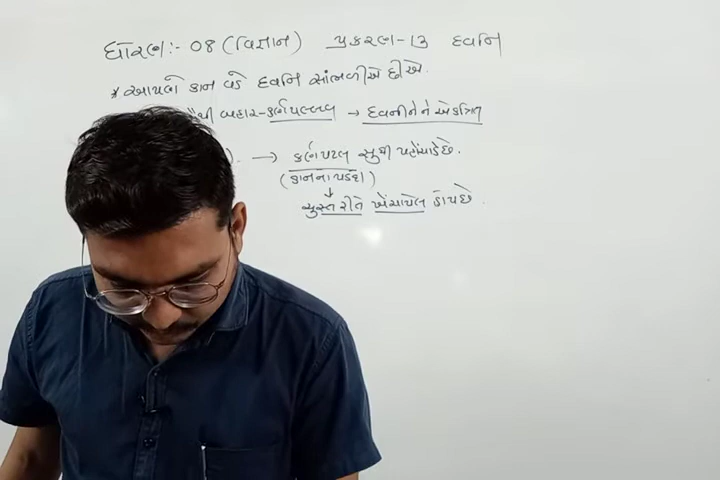 ધોરણ:- 08 (વિજ્ઞાન) પ્રકરણ-13 ધ્વનિ
* આપણે કાન વડે ધ્વનિ સાંભળીએ છીએ.
બહાર-કર્ણપલ્લવ → ધ્વનીને એકત્રિત
→ કર્ણપટલ સુધી પહોંચાડે છે.
(કાનના પડદા)
↓
ચુસ્ત રીતે ખેંચાયેલ હોય છે.